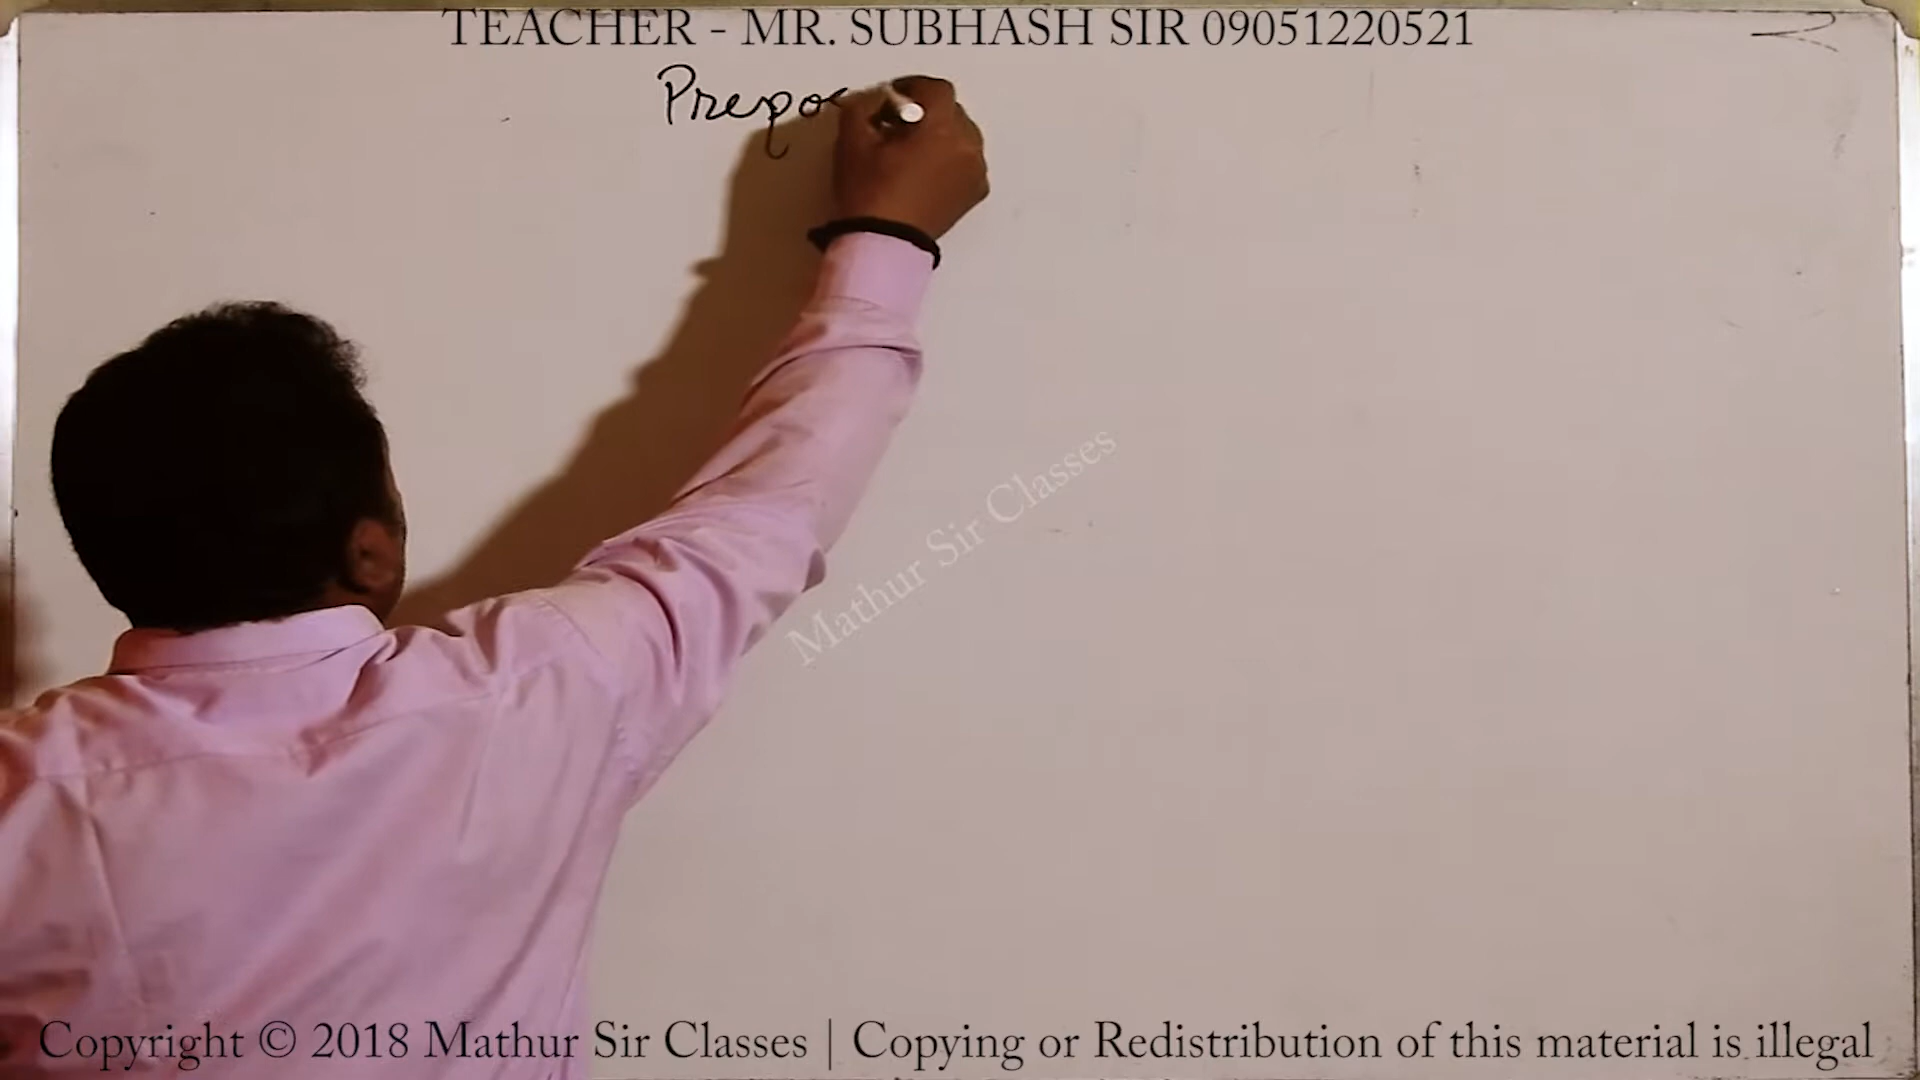 TEACHER - MR. SUBHASH SIR 09051220521
Prepos
Mathur Sir Classes
Copyright © 2018 Mathur Sir Classes | Copying or Redistribution of this material is illegal